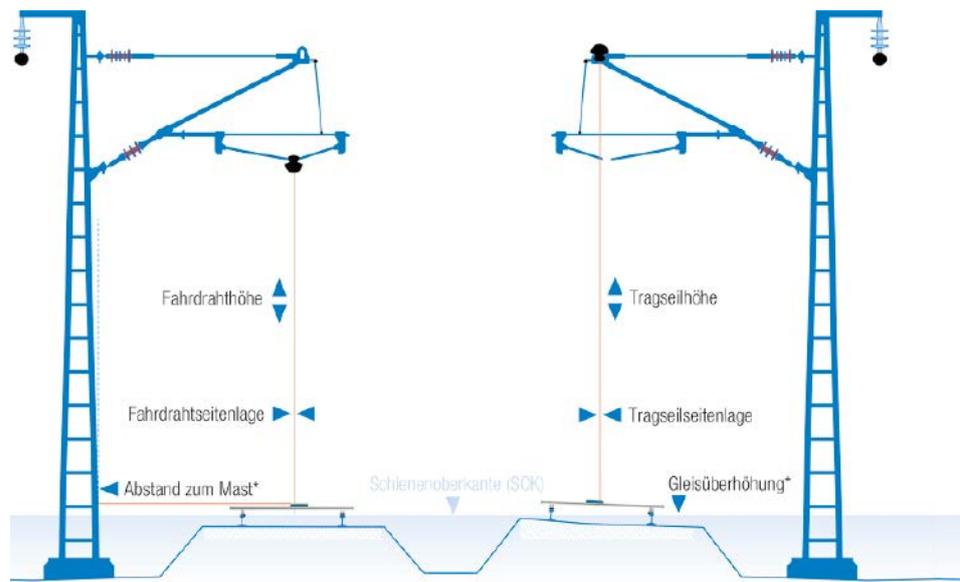 Fahrdrahthöhe
Tragseilhöhe
Fahrdrahtseitenlage
Tragseilseitenlage
Abstand zum Mast*
Schienenoberkante (SOK)
Gleisüberhöhung*